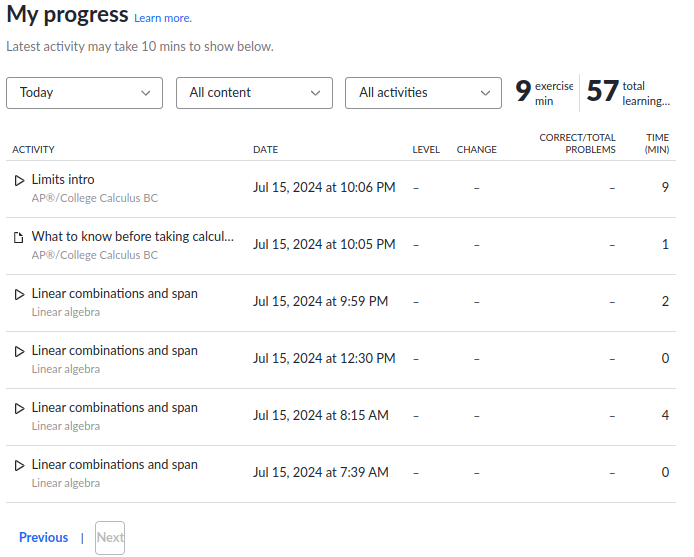 My progress Learn more.
Latest activity may take 10 mins to show below.
Today
All content
All activities
9 exercise min
57 total learning...
ACTIVITY DATE LEVEL CHANGE CORRECT/TOTAL PROBLEMS TIME (MIN)
Limits intro
AP®/College Calculus BC
Jul 15, 2024 at 10:06 PM – – – 9
What to know before taking calcul...
AP®/College Calculus BC
Jul 15, 2024 at 10:05 PM – – – 1
Linear combinations and span
Linear algebra
Jul 15, 2024 at 9:59 PM – – – 2
Linear combinations and span
Linear algebra
Jul 15, 2024 at 12:30 PM – – – 0
Linear combinations and span
Linear algebra
Jul 15, 2024 at 8:15 AM – – – 4
Linear combinations and span
Linear algebra
Jul 15, 2024 at 7:39 AM – – – 0
Previous | Next